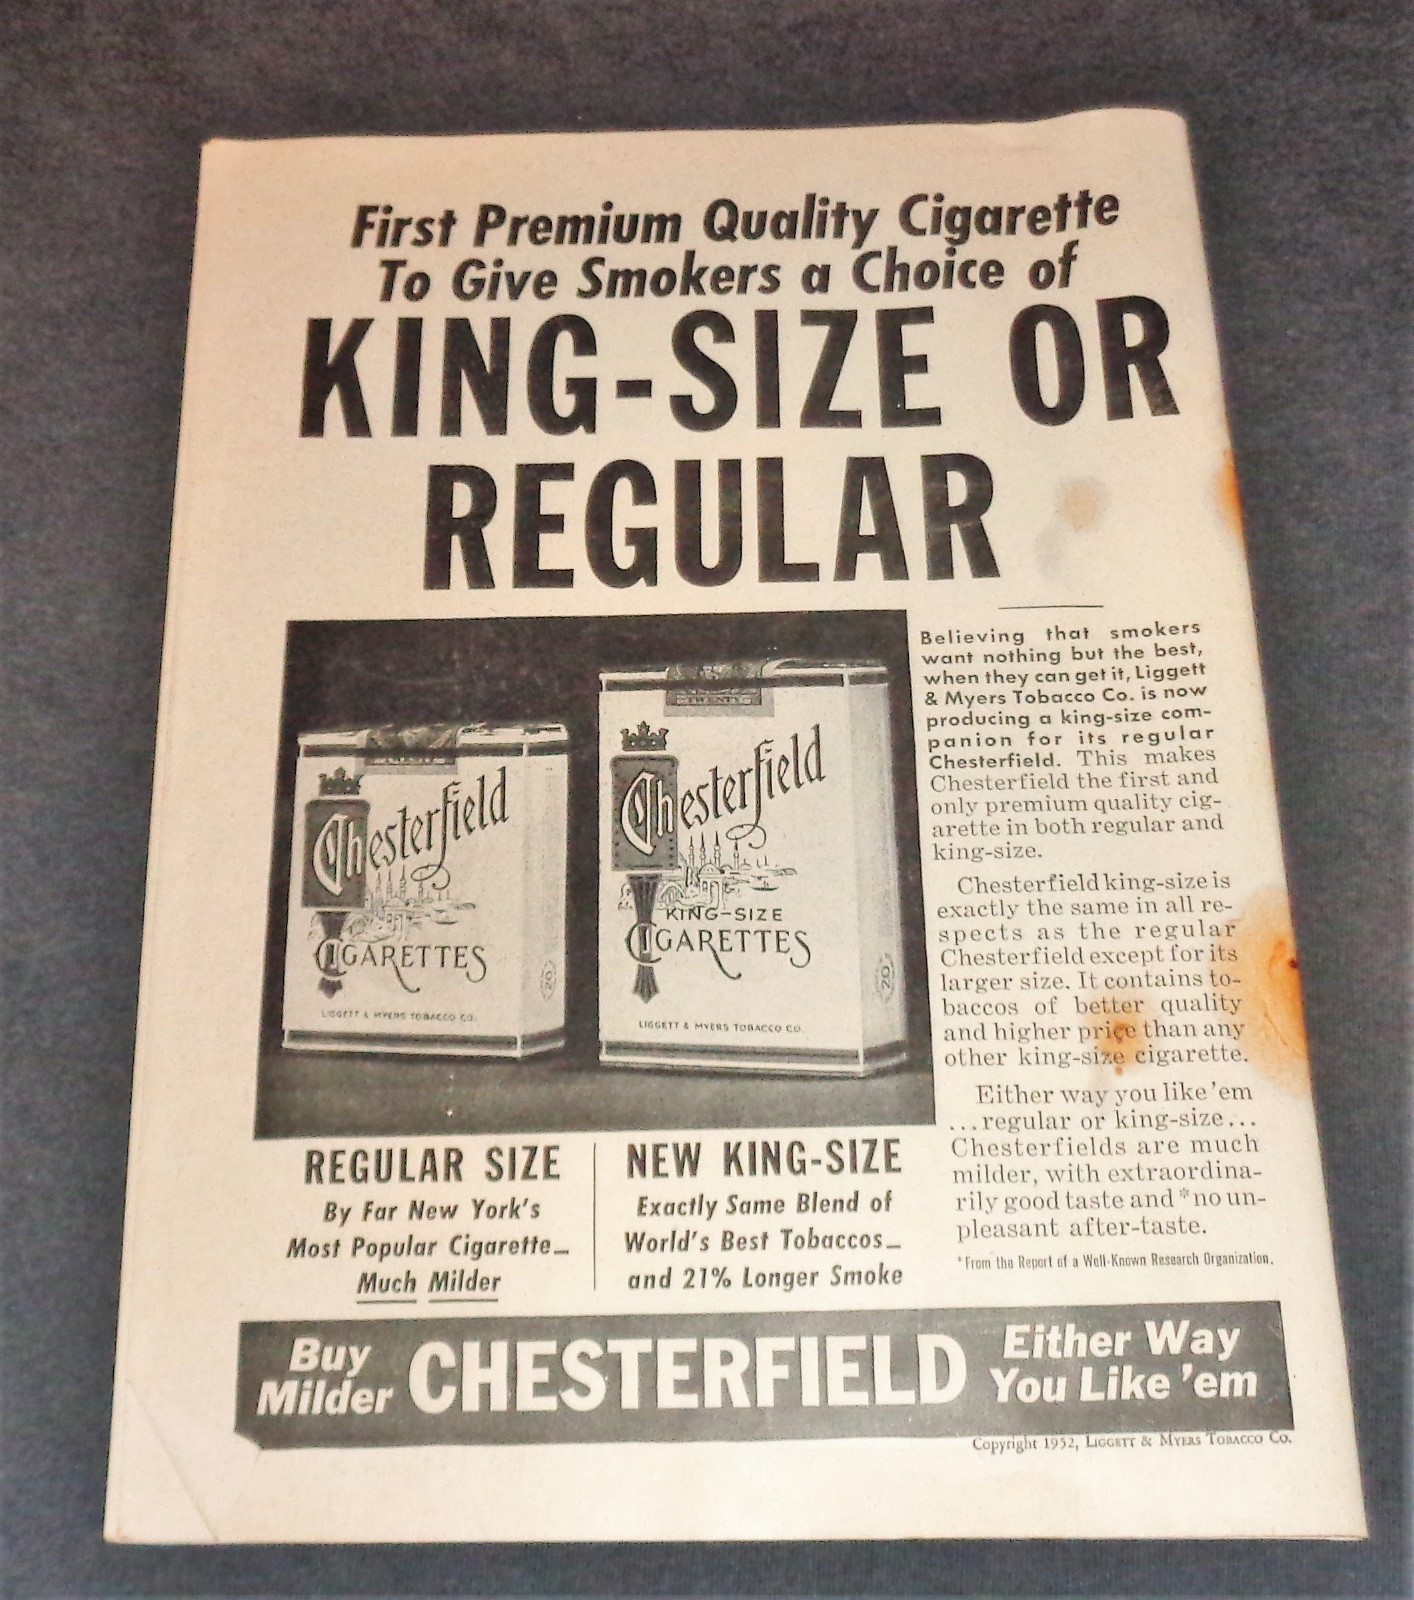 First Premium Quality Cigarette
To Give Smokers a Choice of
KING-SIZE OR
REGULAR
Chesterfield
CIGARETTES
LIGGETT & MYERS TOBACCO CO.
20
TWENTY
Chesterfield
KING-SIZE
CIGARETTES
LIGGETT & MYERS TOBACCO CO.
20
Believing that smokers
want nothing but the best,
when they can get it, Liggett
& Myers Tobacco Co. is now
producing a king-size com-
panion for its regular
Chesterfield. This makes
Chesterfield the first and
only premium quality cig-
arette in both regular and
king-size.
Chesterfield king-size is
exactly the same in all re-
spects as the regular
Chesterfield except for its
larger size. It contains to-
baccos of better quality
and higher price than any
other king-size cigarette.
Either way you like 'em
...regular or king-size...
Chesterfields are much
milder, with extraordina-
rily good taste and *no un-
pleasant after-taste.
*From the Report of a Well-Known Research Organization.
REGULAR SIZE
By Far New York's
Most Popular Cigarette—
Much Milder
NEW KING-SIZE
Exactly Same Blend of
World's Best Tobaccos—
and 21% Longer Smoke
Buy
Milder
CHESTERFIELD
Either Way
You Like 'em
Copyright 1952, LIGGETT & MYERS TOBACCO CO.